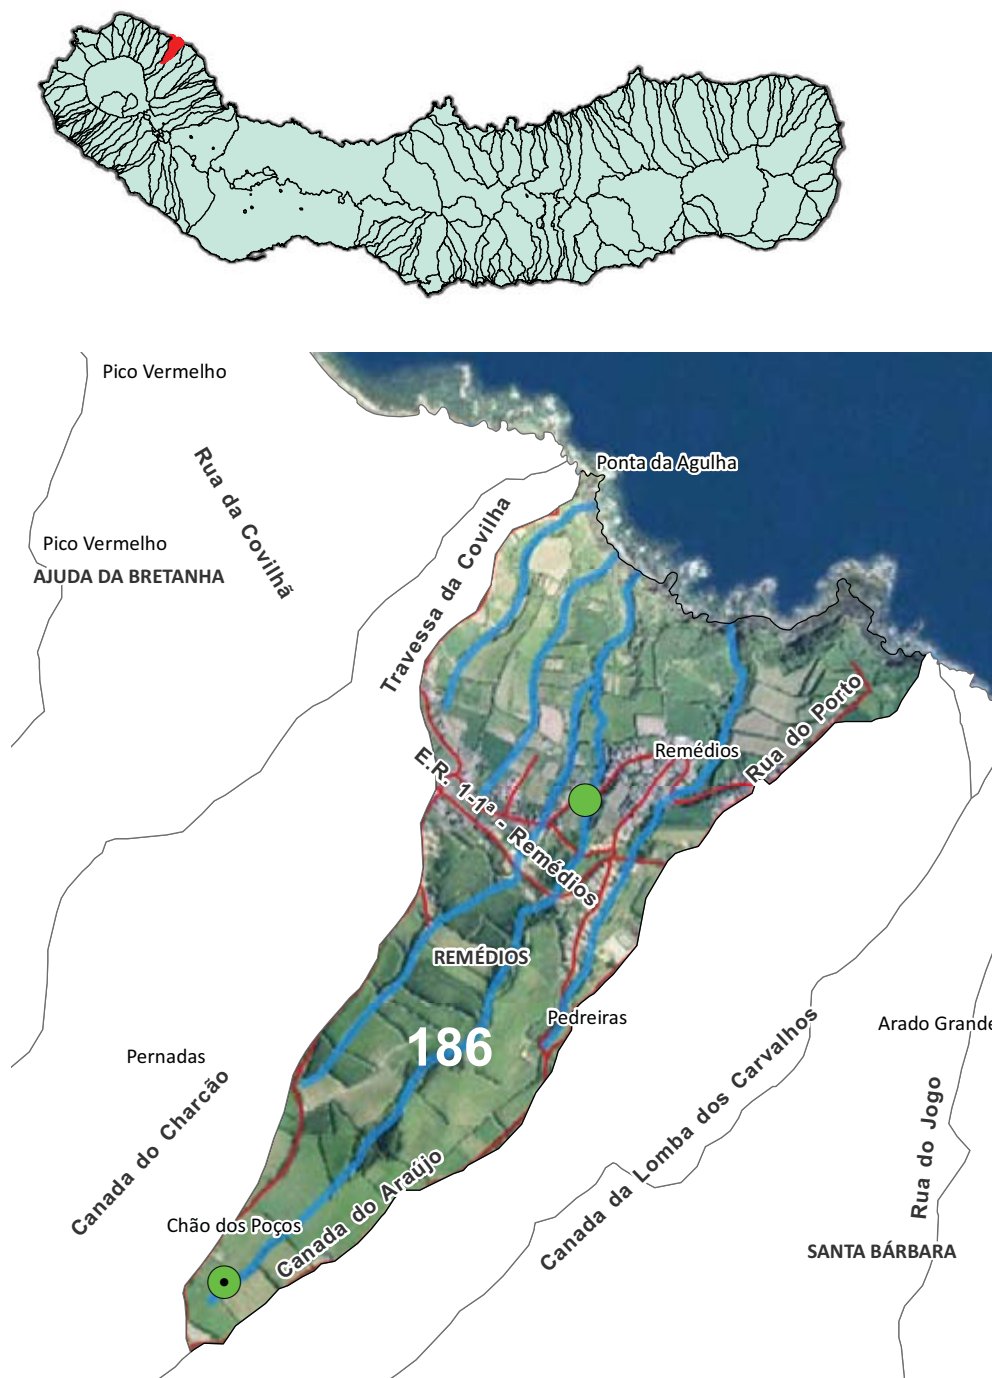 Pico Vermelho
Rua da Covilhã
Ponta da Agulha
Pico Vermelho
AJUDA DA BRETANHA
Travessa da Covilha
Rua do Porto
Remédios
E.R. 1-1ª - Remédios
REMÉDIOS
Pedreiras
186
Arado Grande
Pernadas
Canada do Charcão
Canada da Lomba dos Carvalhos
Rua do Jogo
Chão dos Poços
Canada do Araújo
SANTA BÁRBARA